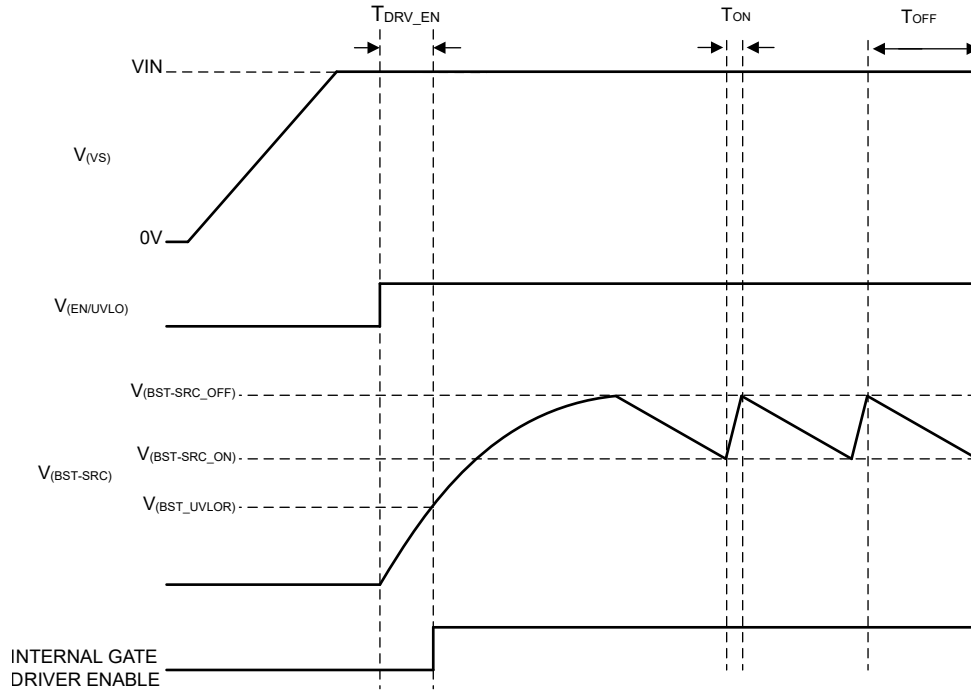 TDRV_EN
TON
TOFF
VIN
V(VS)
0V
V(EN/UVLO)
V(BST-SRC_OFF)
V(BST-SRC_ON)
V(BST-SRC)
V(BST_UVLOR)
INTERNAL GATE
DRIVER ENABLE